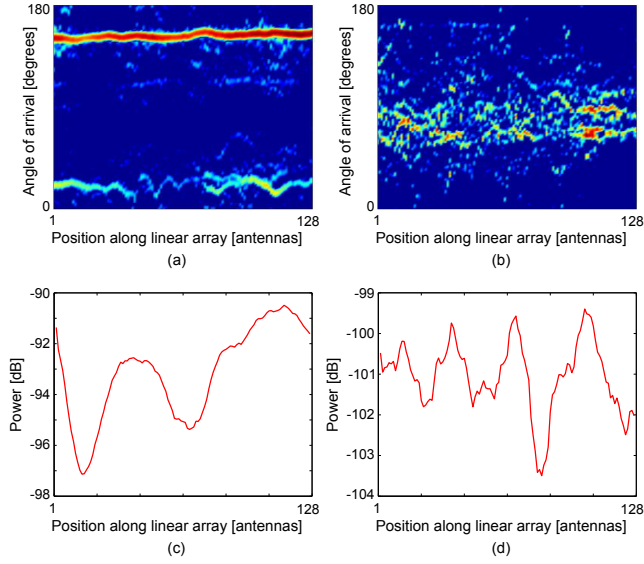 180
Angle of arrival [degrees]
0
1
128
Position along linear array [antennas]
(a)
180
Angle of arrival [degrees]
0
1
128
Position along linear array [antennas]
(b)
-90
-92
-94
-96
-98
Power [dB]
1
128
Position along linear array [antennas]
(c)
-99
-100
-101
-102
-103
-104
Power [dB]
1
128
Position along linear array [antennas]
(d)